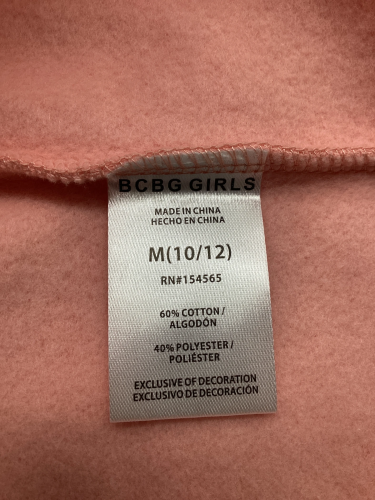 BCBG GIRLS
MADE IN CHINA
HECHO EN CHINA
M(10/12)
RN#154565
60% COTTON/
ALGODÓN
40% POLYESTER/
POLIÉSTER
EXCLUSIVE OF DECORATION
EXCLUSIVO DE DECORACIÓN